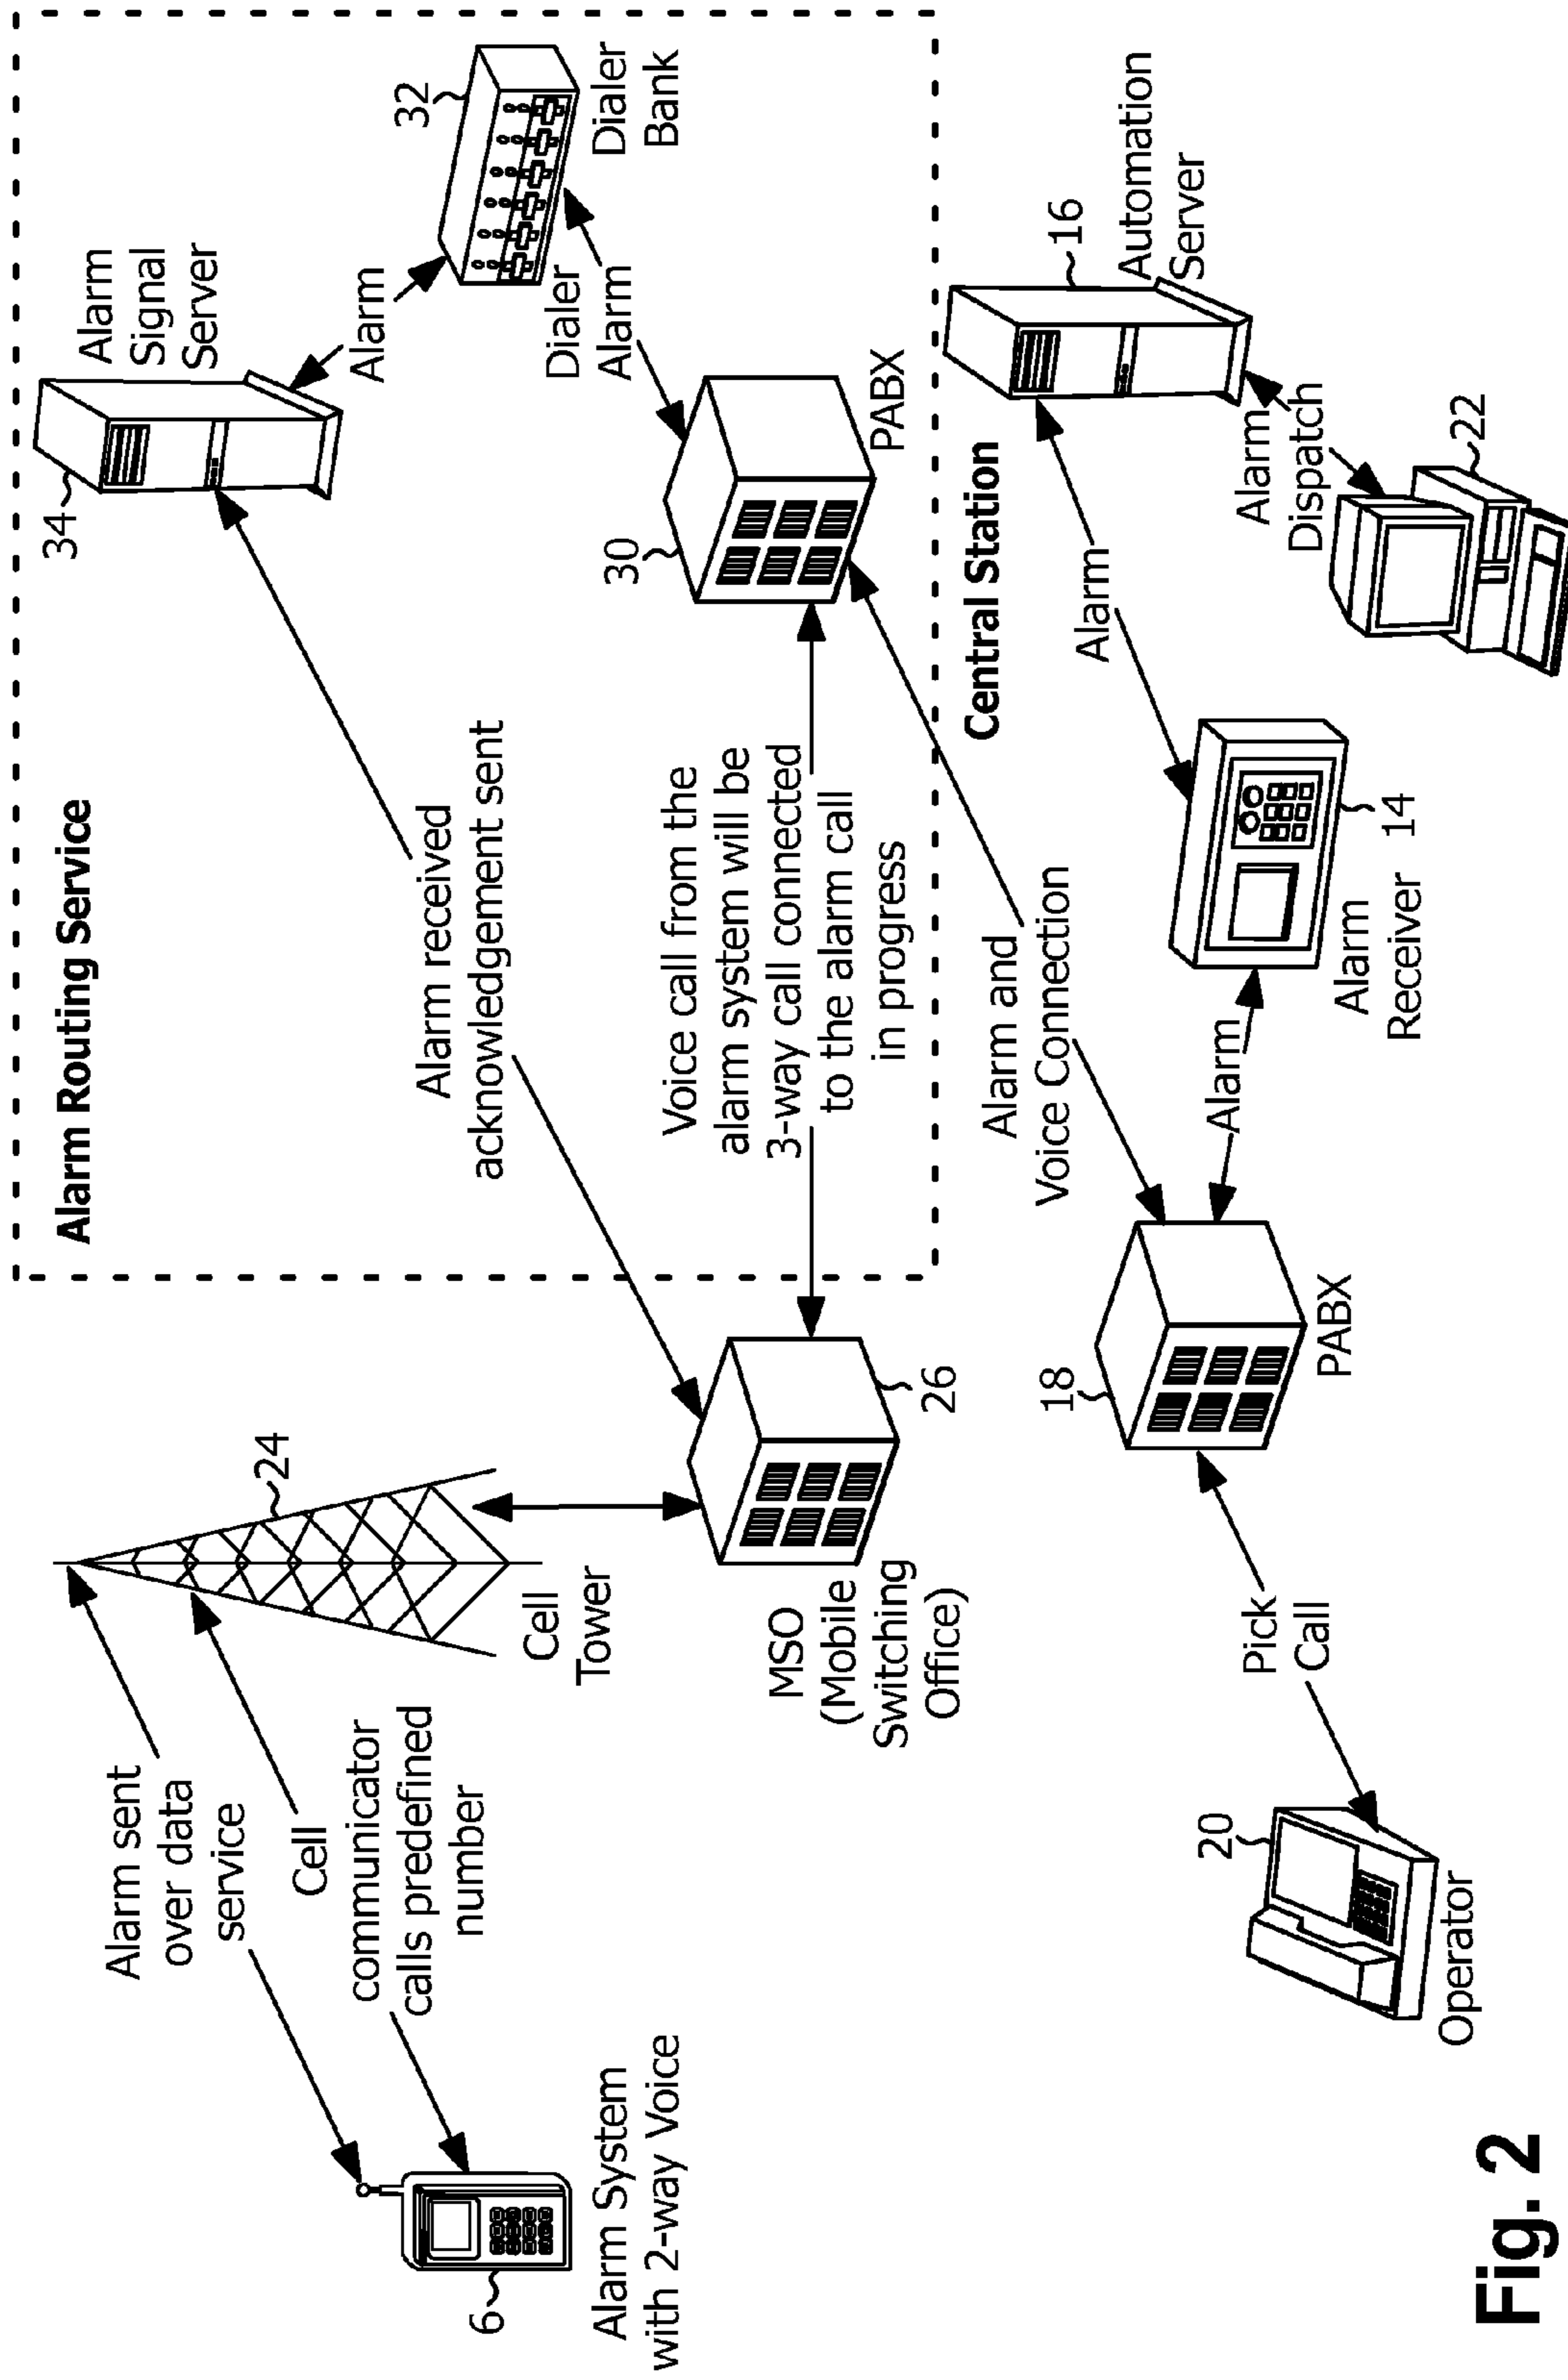 Alarm Routing Service
34
Alarm
Signal
Server
32
Alarm
Dialer
Bank
Dialer
Alarm
30
PABX
Alarm received
acknowledgement sent
Voice call from the
alarm system will be
3-way call connected
to the alarm call
in progress
Alarm sent
over data
service
24
Cell
communicator
calls predefined
number
Cell
Tower
6
Alarm System
with 2-way Voice
MSO
(Mobile
Switching
Office)
26
Central Station
Alarm and
Voice Connection
18
PABX
Pick
Call
20
Operator
Alarm
Alarm
Receiver
14
Alarm
16
Automation
Server
Alarm
Dispatch
22
Fig. 2